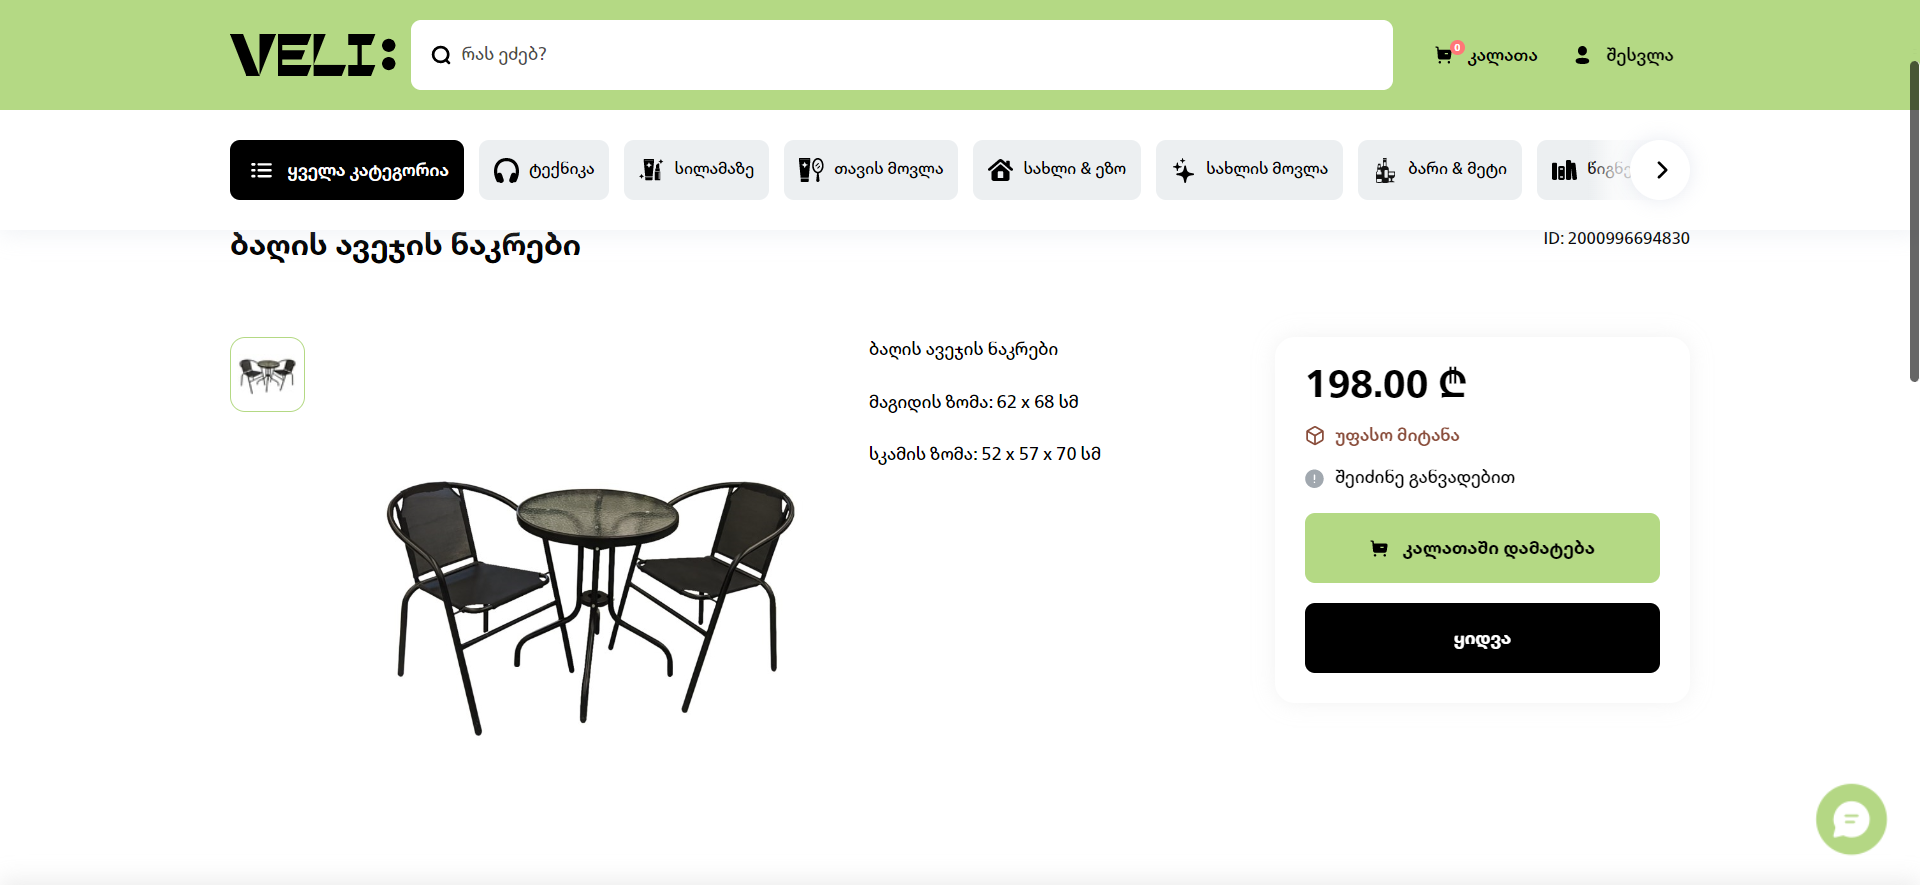 VELI:
რას ეძებ?
0
კალათა
შესვლა
ყველა კატეგორია
ტექნიკა
სილამაზე
თავის მოვლა
სახლი & ეზო
სახლის მოვლა
ბარი & მეტი
ბაღის ავეჯის ნაკრები
ID: 2000996694830
ბაღის ავეჯის ნაკრები
მაგიდის ზომა: 62 x 68 სმ
სკამის ზომა: 52 x 57 x 70 სმ
198.00 ₾
უფასო მიტანა
შეიძინე განვადებით
კალათაში დამატება
ყიდვა